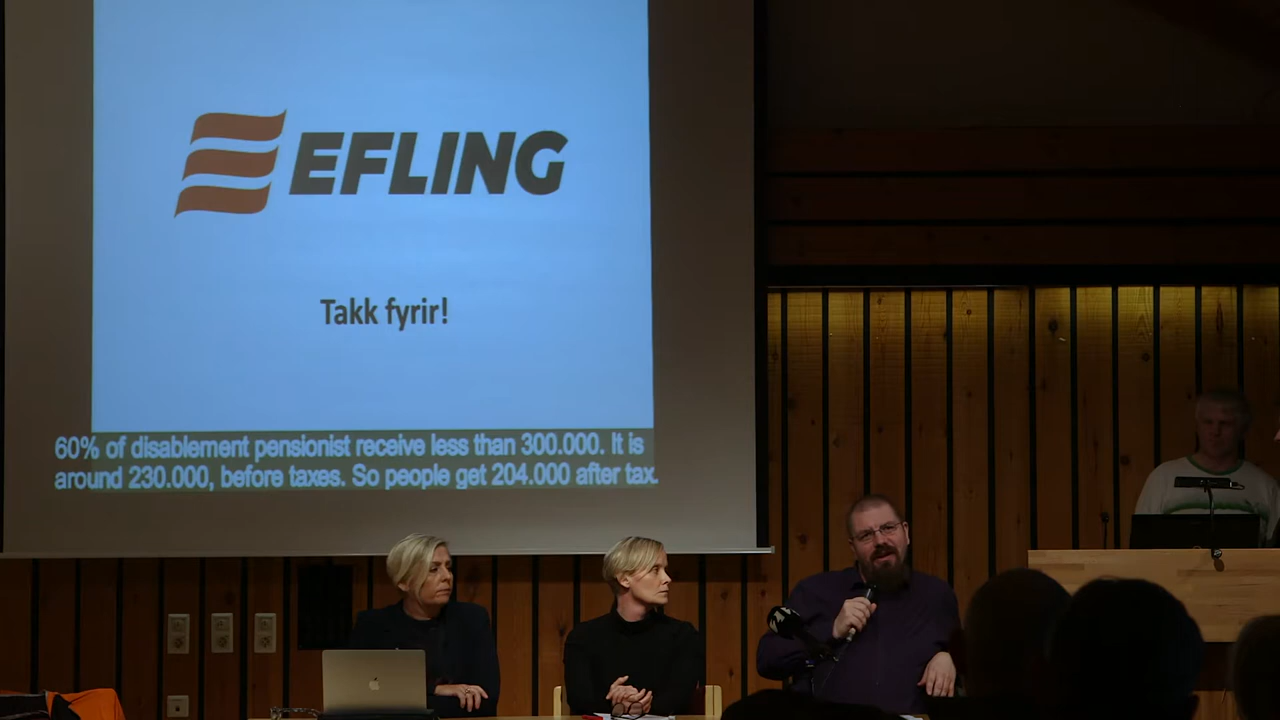 EFLING
Takk fyrir!
60% of disablement pensionist receive less than 300.000. It is
around 230.000, before taxes. So people get 204.000 after tax.